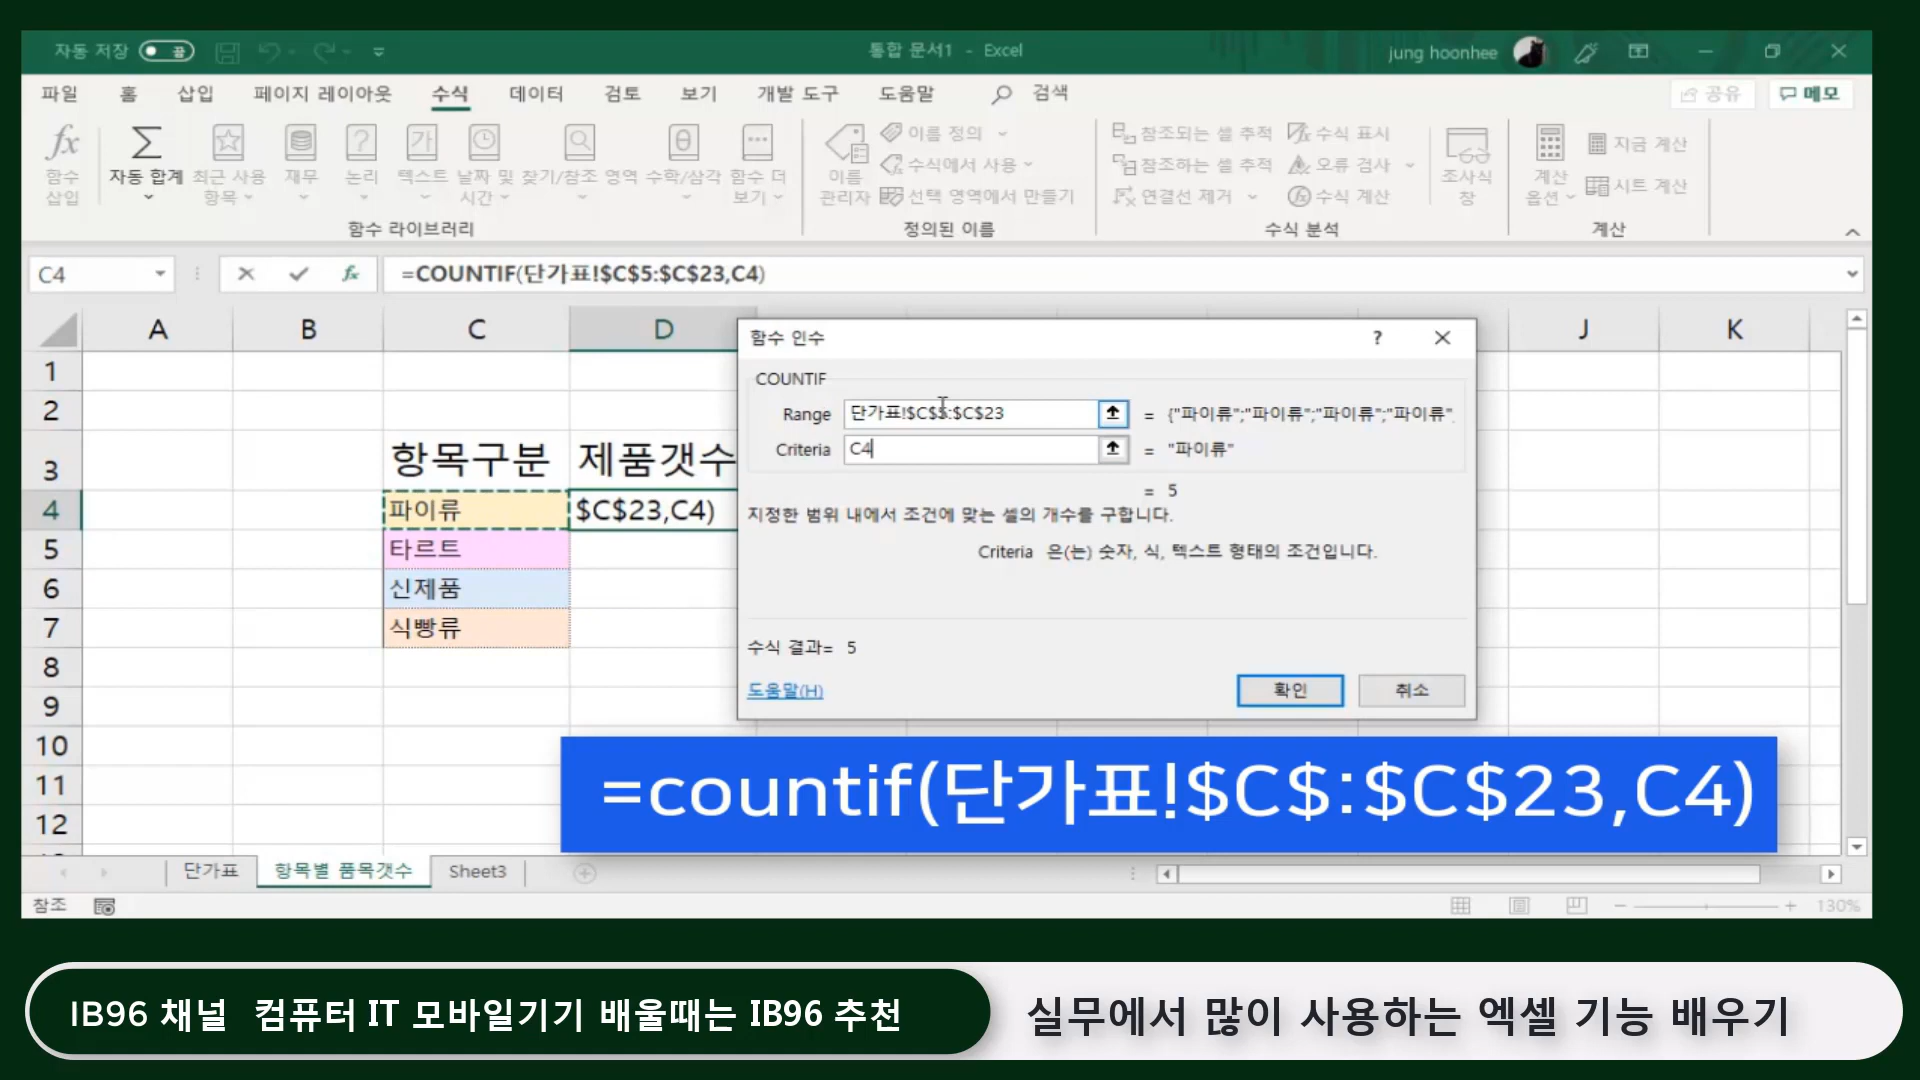 자동 저장 끔
통합 문서1 - Excel
jung hoonhee
파일 홈 삽입 페이지 레이아웃 수식 데이터 검토 보기 개발 도구 도움말 검색
공유 메모
함수 삽입
자동 합계
최근 사용 항목
재무
논리
텍스트
날짜 및 시간
찾기/참조 영역
수학/삼각
함수 더 보기
함수 라이브러리
이름 관리자
이름 정의
수식에서 사용
선택 영역에서 만들기
정의된 이름
참조되는 셀 추적
참조하는 셀 추적
연결선 제거
수식 표시
오류 검사
수식 계산
조사식 창
수식 분석
계산 옵션
지금 계산
시트 계산
계산
C4
fx
=COUNTIF(단가표!$C$5:$C$23,C4)
A B C D J K
1
2
3 항목구분 제품갯수
4 파이류 $C$23,C4)
5 타르트
6 신제품
7 식빵류
8
9
10
11
12
함수 인수 ?
COUNTIF
Range 단가표!$C$5:$C$23 = {"파이류";"파이류";"파이류";"파이류"
Criteria C4 = "파이류"
= 5
지정한 범위 내에서 조건에 맞는 셀의 개수를 구합니다.
Criteria 은(는) 숫자, 식, 텍스트 형태의 조건입니다.
수식 결과= 5
도움말(H)
확인 취소
=countif(단가표!$C$:$C$23,C4)
단가표 항목별 품목갯수 Sheet3
참조
130%
IB96 채널 컴퓨터 IT 모바일기기 배울때는 IB96 추천
실무에서 많이 사용하는 엑셀 기능 배우기